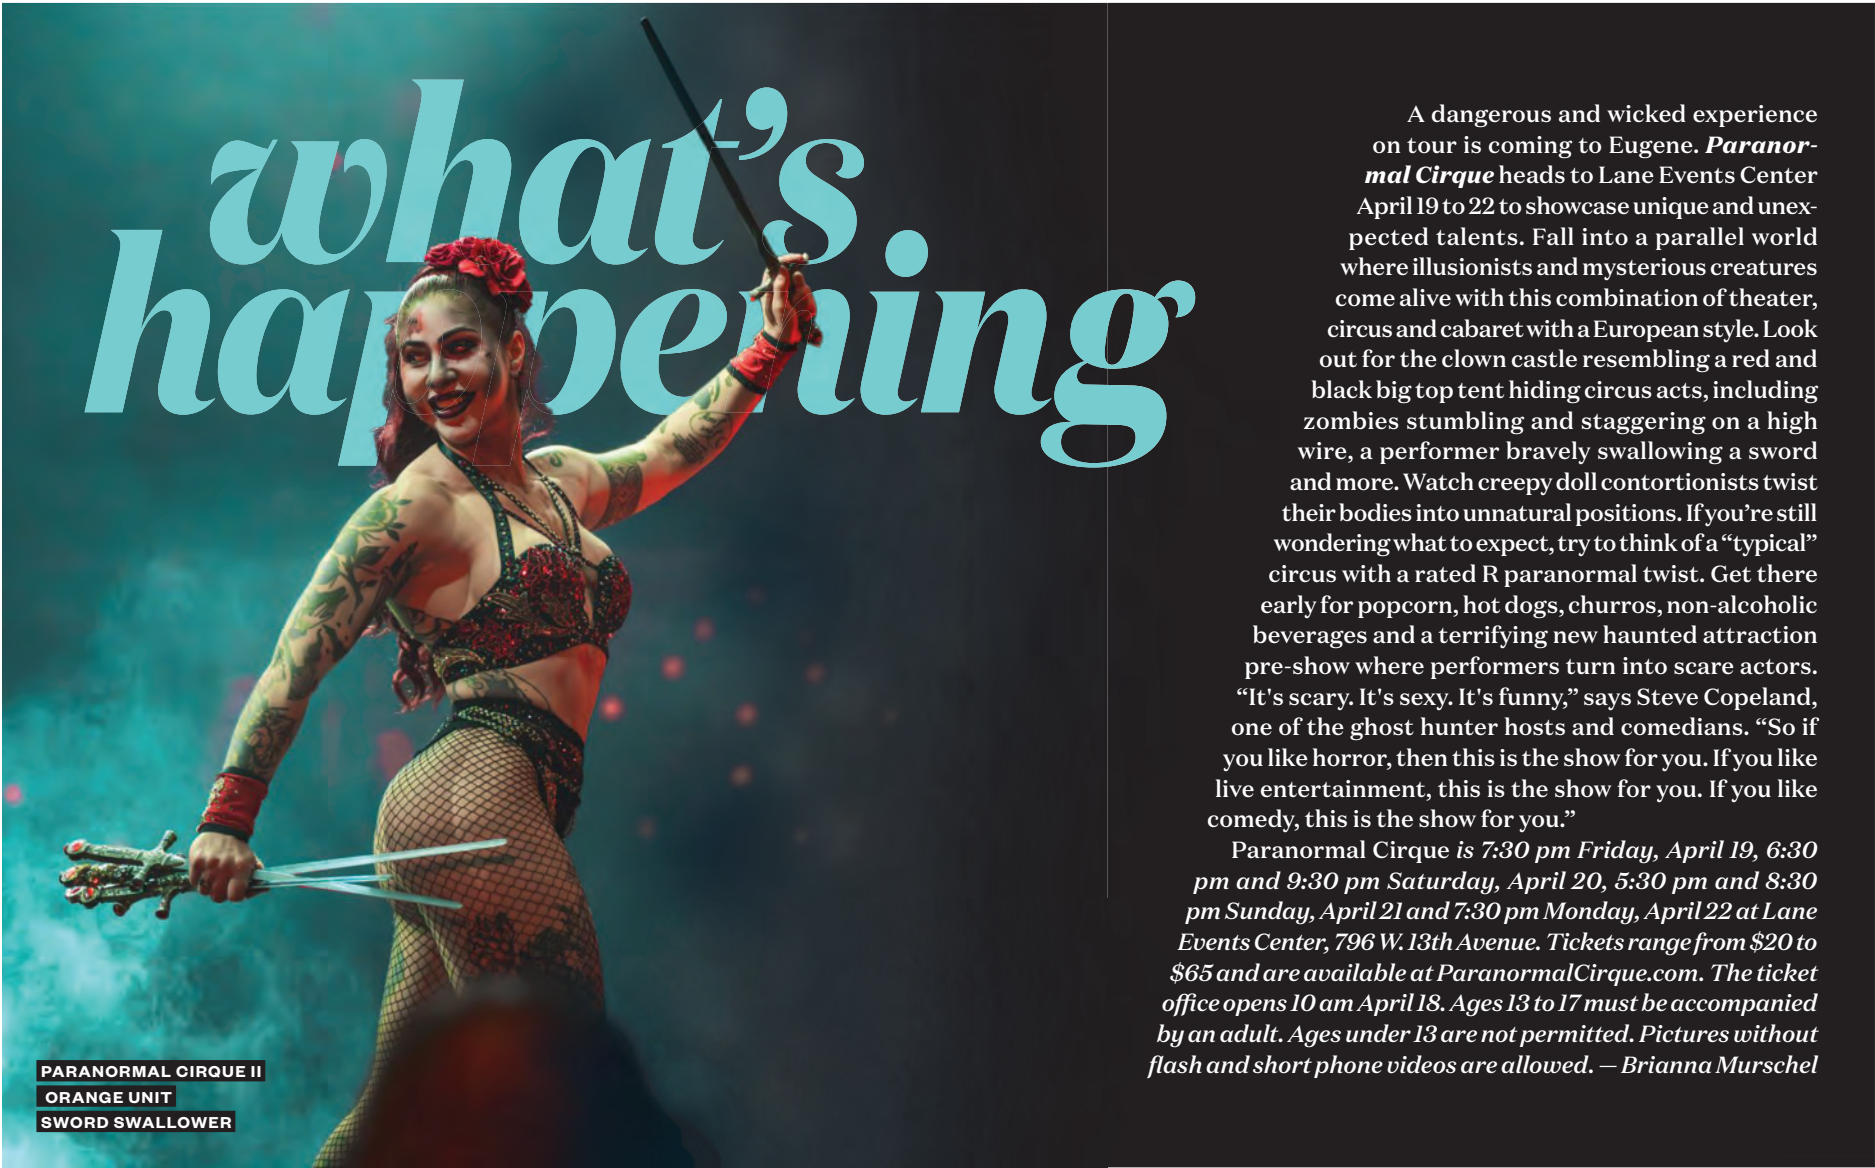 what's
happening
A dangerous and wicked experience
on tour is coming to Eugene. Paranor-
mal Cirque heads to Lane Events Center
April 19 to 22 to showcase unique and unex-
pected talents. Fall into a parallel world
where illusionists and mysterious creatures
come alive with this combination of theater,
circus and cabaret with a European style. Look
out for the clown castle resembling a red and
black big top tent hiding circus acts, including
zombies stumbling and staggering on a high
wire, a performer bravely swallowing a sword
and more. Watch creepy doll contortionists twist
their bodies into unnatural positions. If you’re still
wondering what to expect, try to think of a “typical”
circus with a rated R paranormal twist. Get there
early for popcorn, hot dogs, churros, non-alcoholic
beverages and a terrifying new haunted attraction
pre-show where performers turn into scare actors.
“It's scary. It's sexy. It's funny,” says Steve Copeland,
one of the ghost hunter hosts and comedians. “So if
you like horror, then this is the show for you. If you like
live entertainment, this is the show for you. If you like
comedy, this is the show for you.”
Paranormal Cirque is 7:30 pm Friday, April 19, 6:30
pm and 9:30 pm Saturday, April 20, 5:30 pm and 8:30
pm Sunday, April 21 and 7:30 pm Monday, April 22 at Lane
Events Center, 796 W. 13th Avenue. Tickets range from $20 to
$65 and are available at ParanormalCirque.com. The ticket
office opens 10 am April 18. Ages 13 to 17 must be accompanied
by an adult. Ages under 13 are not permitted. Pictures without
flash and short phone videos are allowed. — Brianna Murschel
PARANORMAL CIRQUE II
ORANGE UNIT
SWORD SWALLOWER